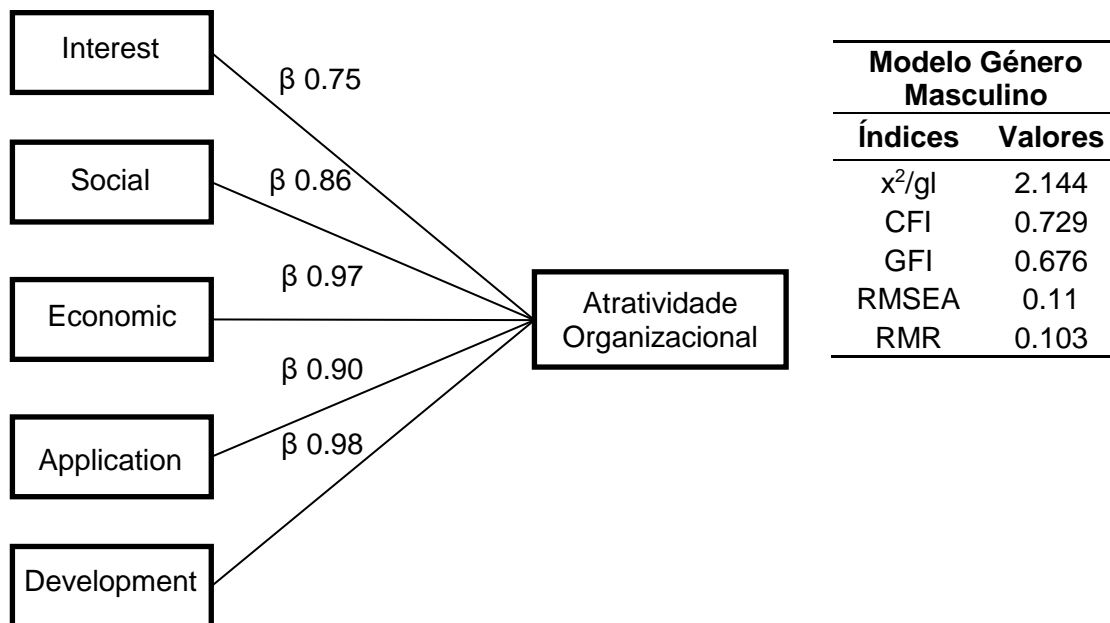 Interest
β 0.75
Social
β 0.86
Economic
β 0.97
Application
β 0.90
Development
β 0.98
Atratividade
Organizacional
Modelo Género
Masculino
Índices Valores
x²/gl 2.144
CFI 0.729
GFI 0.676
RMSEA 0.11
RMR 0.103